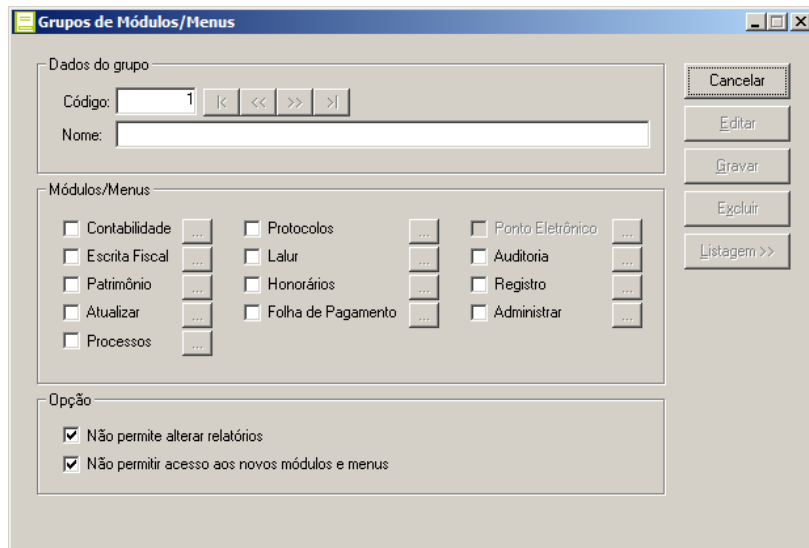 Grupos de Módulos/Menus
Dados do grupo
Código: 1 |< << >> >|
Nome:
Cancelar
Editar
Gravar
Excluir
Listagem >>
Módulos/Menus
Contabilidade ... Protocolos ... Ponto Eletrônico ...
Escrita Fiscal ... Lalur ... Auditoria ...
Patrimônio ... Honorários ... Registro ...
Atualizar ... Folha de Pagamento ... Administrar ...
Processos ...
Opção
Não permite alterar relatórios
Não permitir acesso aos novos módulos e menus